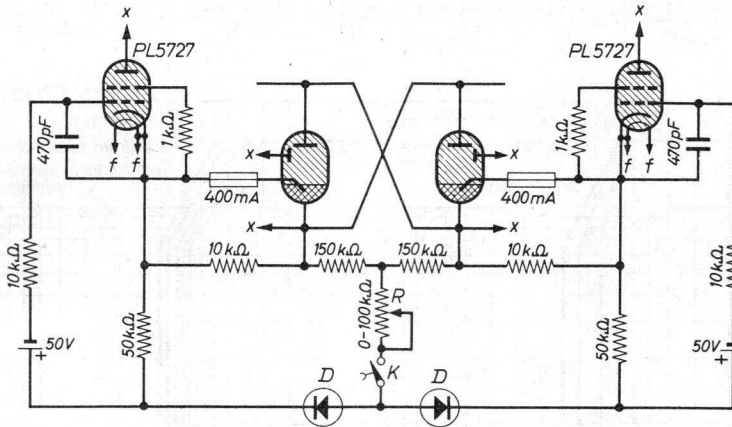 x x
PL5727 PL5727
470pF 1kΩ 1kΩ 470pF
f f f f
x x
400mA 400mA
x x
10kΩ 10kΩ 150kΩ 150kΩ 10kΩ 10kΩ
R
0-100kΩ
50V 50kΩ 50kΩ 50V
+ +
K
D D